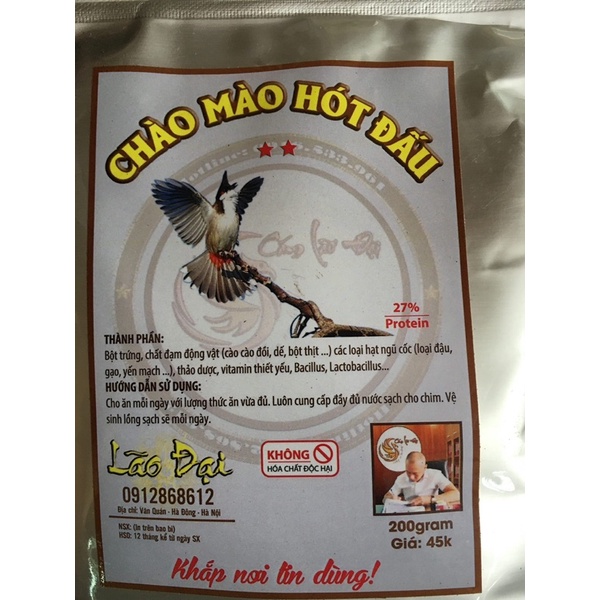 CHÀO MÀO HÓT ĐẤU
Cám Lão Đại
27%
Protein
THÀNH PHẦN:
Bột trứng, chất đạm động vật (cào cào đồi, dế, bột thịt ...) các loại hạt ngũ cốc (loại đậu,
gạo, yến mạch ...), thảo dược, vitamin thiết yếu, Bacillus, Lactobacillus...
HƯỚNG DẪN SỬ DỤNG:
Cho ăn mỗi ngày với lượng thức ăn vừa đủ. Luôn cung cấp đầy đủ nước sạch cho chim. Vệ
sinh lồng sạch sẽ mỗi ngày.
Lão Đại
0912868612
Địa chỉ: Văn Quán - Hà Đông - Hà Nội
NSX: (In trên bao bì)
HSD: 12 tháng kể từ ngày SX
KHÔNG
HÓA CHẤT ĐỘC HẠI
200gram
Giá: 45k
Khắp nơi tin dùng!